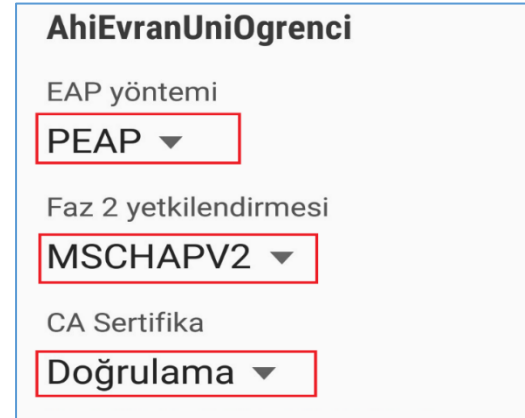 AhiEvranUniOgrenci
EAP yöntemi
PEAP
Faz 2 yetkilendirmesi
MSCHAPV2
CA Sertifika
Doğrulama